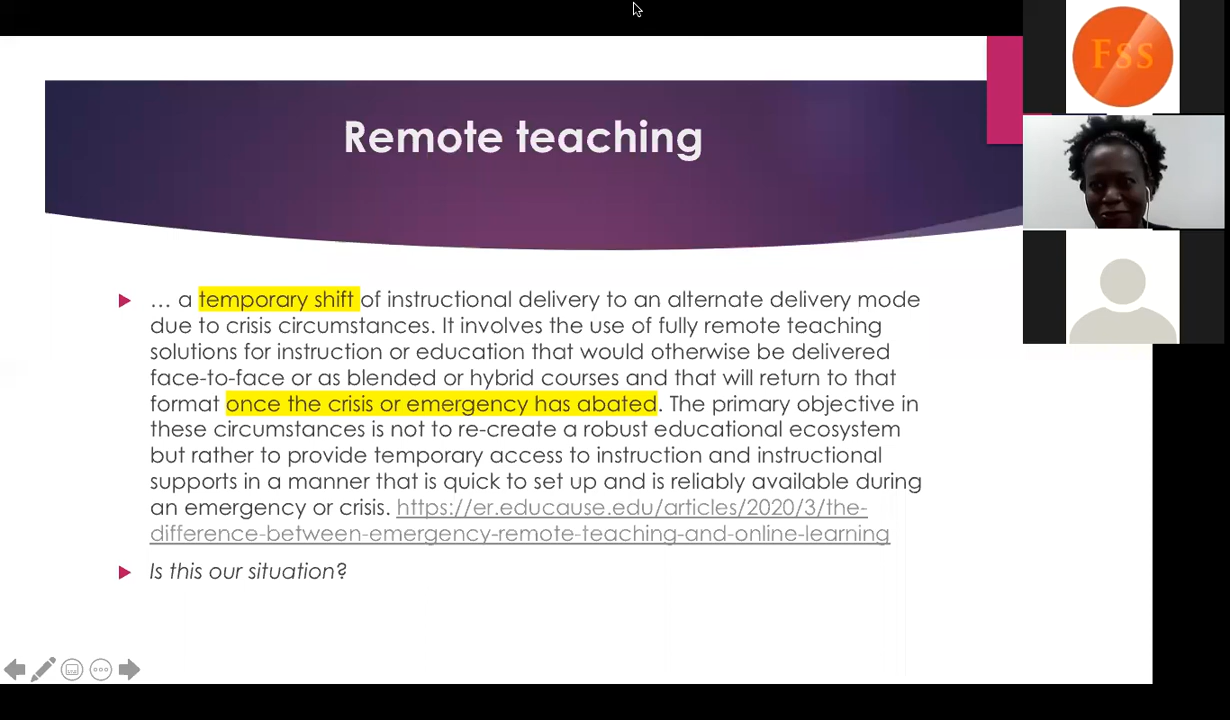 Remote teaching
... a temporary shift of instructional delivery to an alternate delivery mode
due to crisis circumstances. It involves the use of fully remote teaching
solutions for instruction or education that would otherwise be delivered
face-to-face or as blended or hybrid courses and that will return to that
format once the crisis or emergency has abated. The primary objective in
these circumstances is not to re-create a robust educational ecosystem
but rather to provide temporary access to instruction and instructional
supports in a manner that is quick to set up and is reliably available during
an emergency or crisis. https://er.educause.edu/articles/2020/3/the-
difference-between-emergency-remote-teaching-and-online-learning
Is this our situation?
FSS